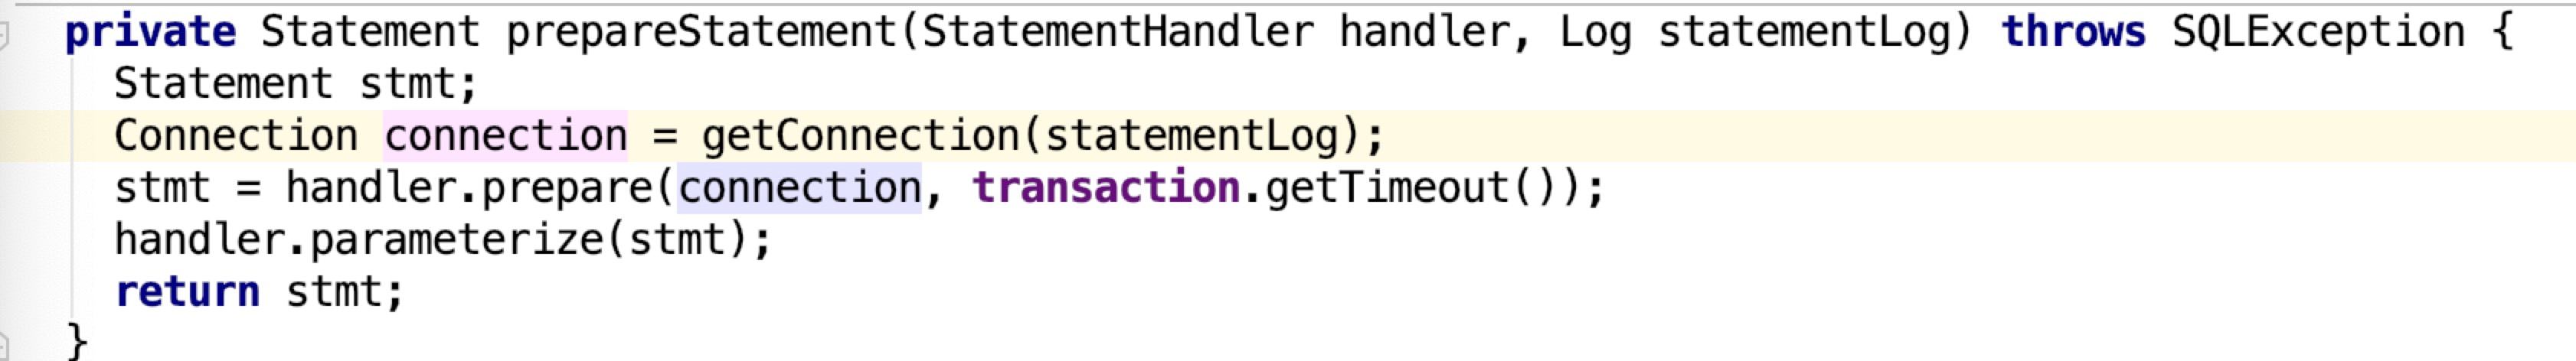 private Statement prepareStatement(StatementHandler handler, Log statementLog) throws SQLException {
Statement stmt;
Connection connection = getConnection(statementLog);
stmt = handler.prepare(connection, transaction.getTimeout());
handler.parameterize(stmt);
return stmt;
}